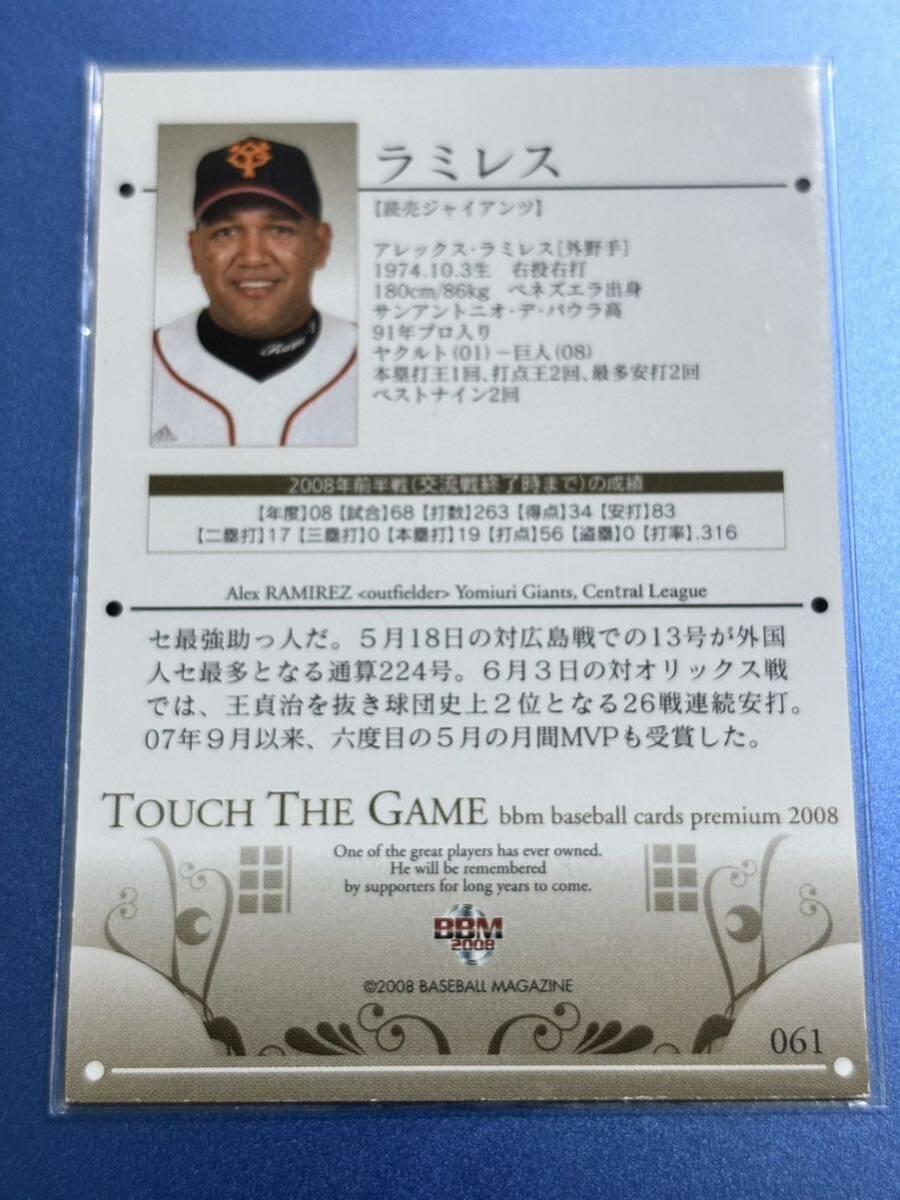 ラミレス
【読売ジャイアンツ】
アレックス・ラミレス[外野手]
1974.10.3生 右投右打
180cm/86kg ベネズエラ出身
サンアントニオ・デ・パウラ高
91年プロ入り
ヤクルト(01)－巨人(08)
本塁打王1回、打点王2回、最多安打2回
ベストナイン2回
2008年前半戦(交流戦終了時まで)の成績
【年度】08【試合】68【打数】263【得点】34【安打】83
【二塁打】17【三塁打】0【本塁打】19【打点】56【盗塁】0【打率】.316
Alex RAMIREZ <outfielder> Yomiuri Giants, Central League
セ最強助っ人だ。５月18日の対広島戦での13号が外国
人セ最多となる通算224号。６月３日の対オリックス戦
では、王貞治を抜き球団史上２位となる26戦連続安打。
07年９月以来、六度目の５月の月間MVPも受賞した。
TOUCH THE GAME bbm baseball cards premium 2008
One of the great players has ever owned.
He will be remembered
by supporters for long years to come.
BBM
2008
©2008 BASEBALL MAGAZINE
061